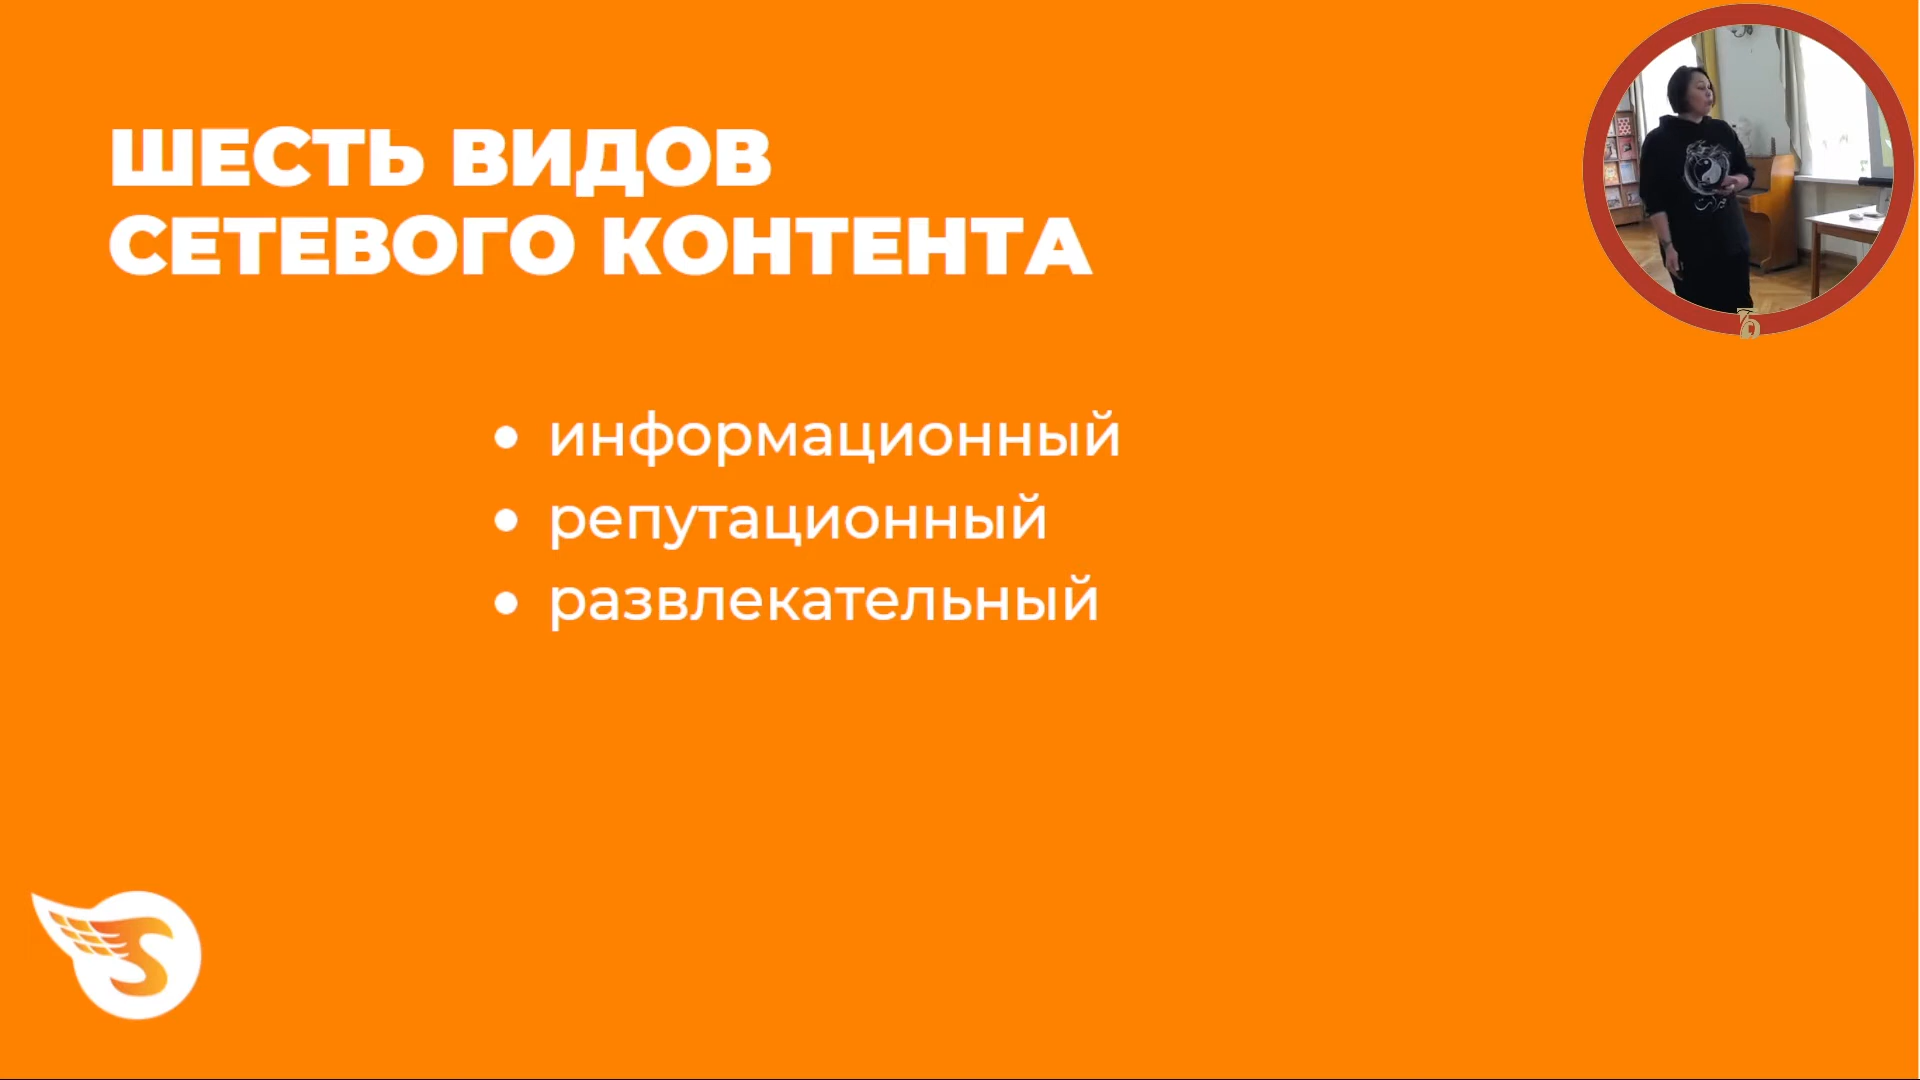 ШЕСТЬ ВИДОВ
СЕТЕВОГО КОНТЕНТА
• информационный
• репутационный
• развлекательный